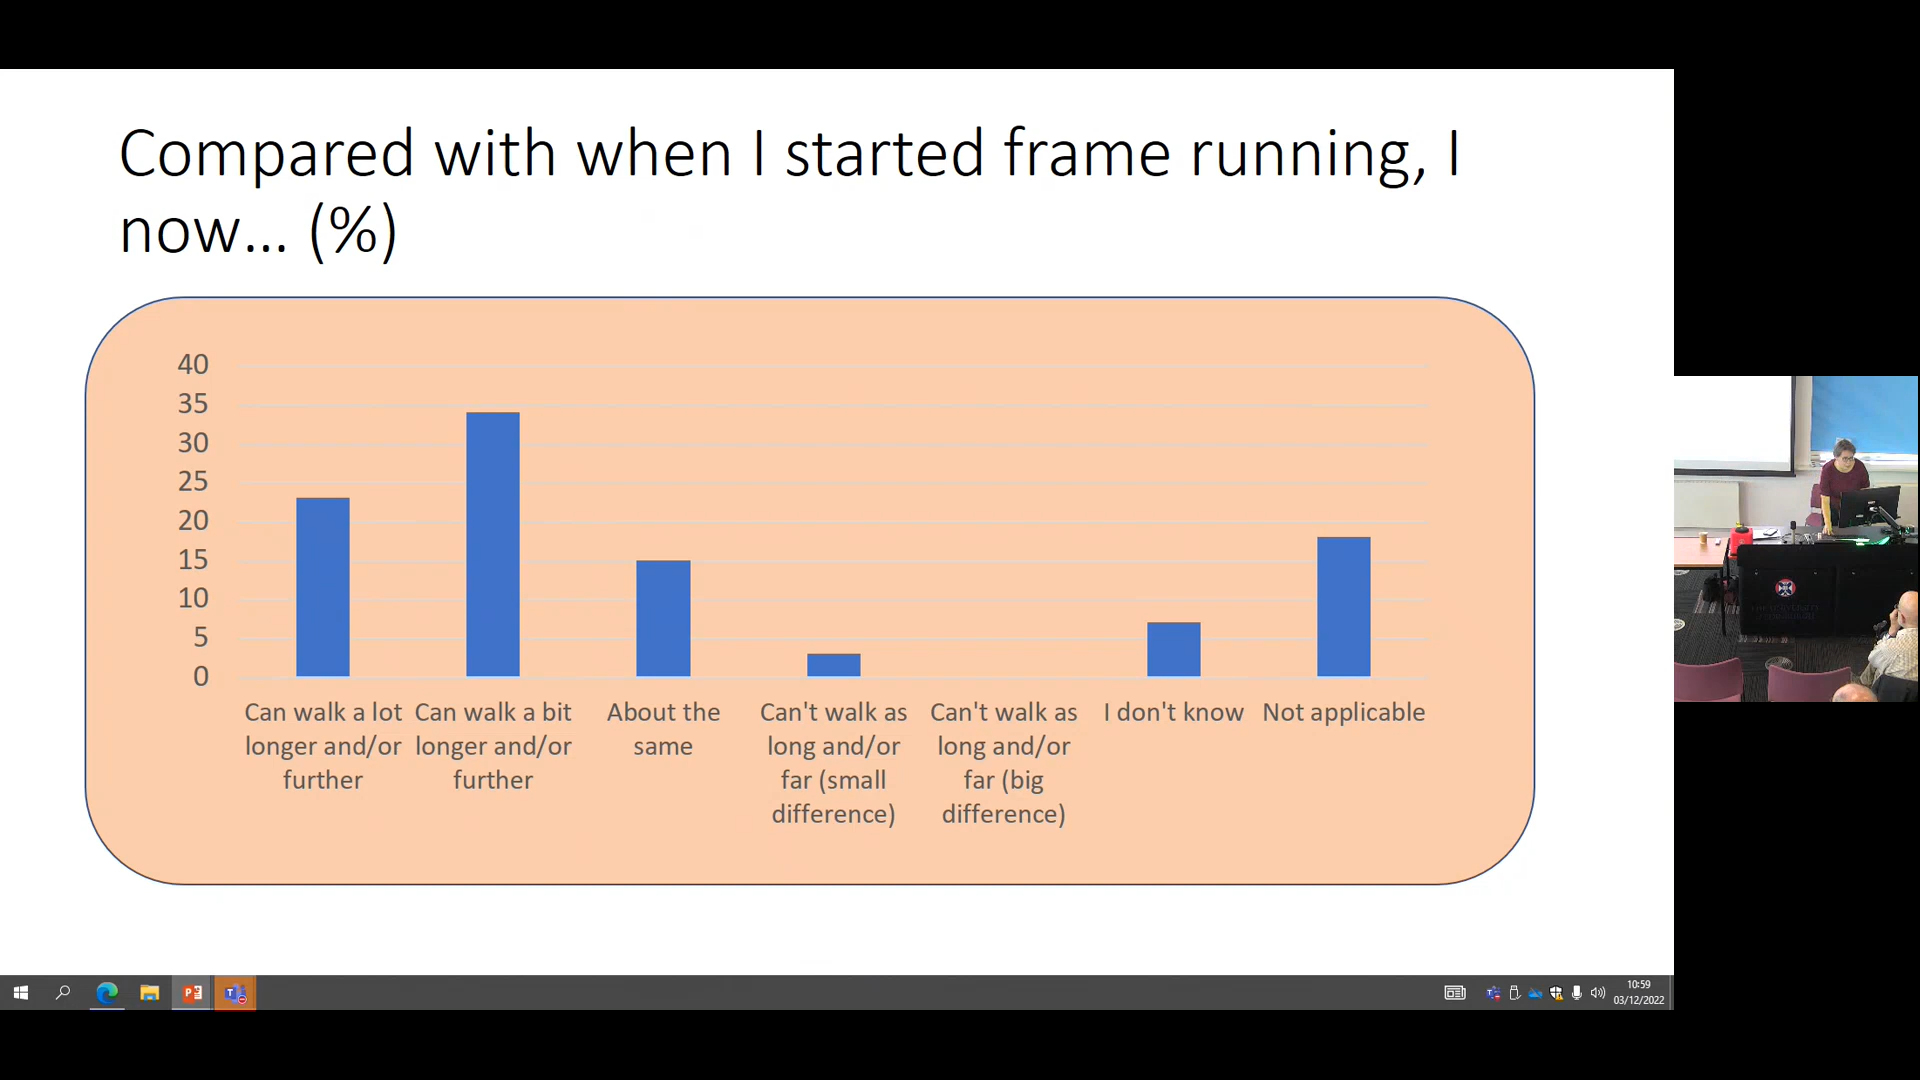 Compared with when I started frame running, I
now... (%)
40
35
30
25
20
15
10
5
0
Can walk a lot
longer and/or
further
Can walk a bit
longer and/or
further
About the
same
Can't walk as
long and/or
far (small
difference)
Can't walk as
long and/or
far (big
difference)
I don't know
Not applicable
10:59
03/12/2022